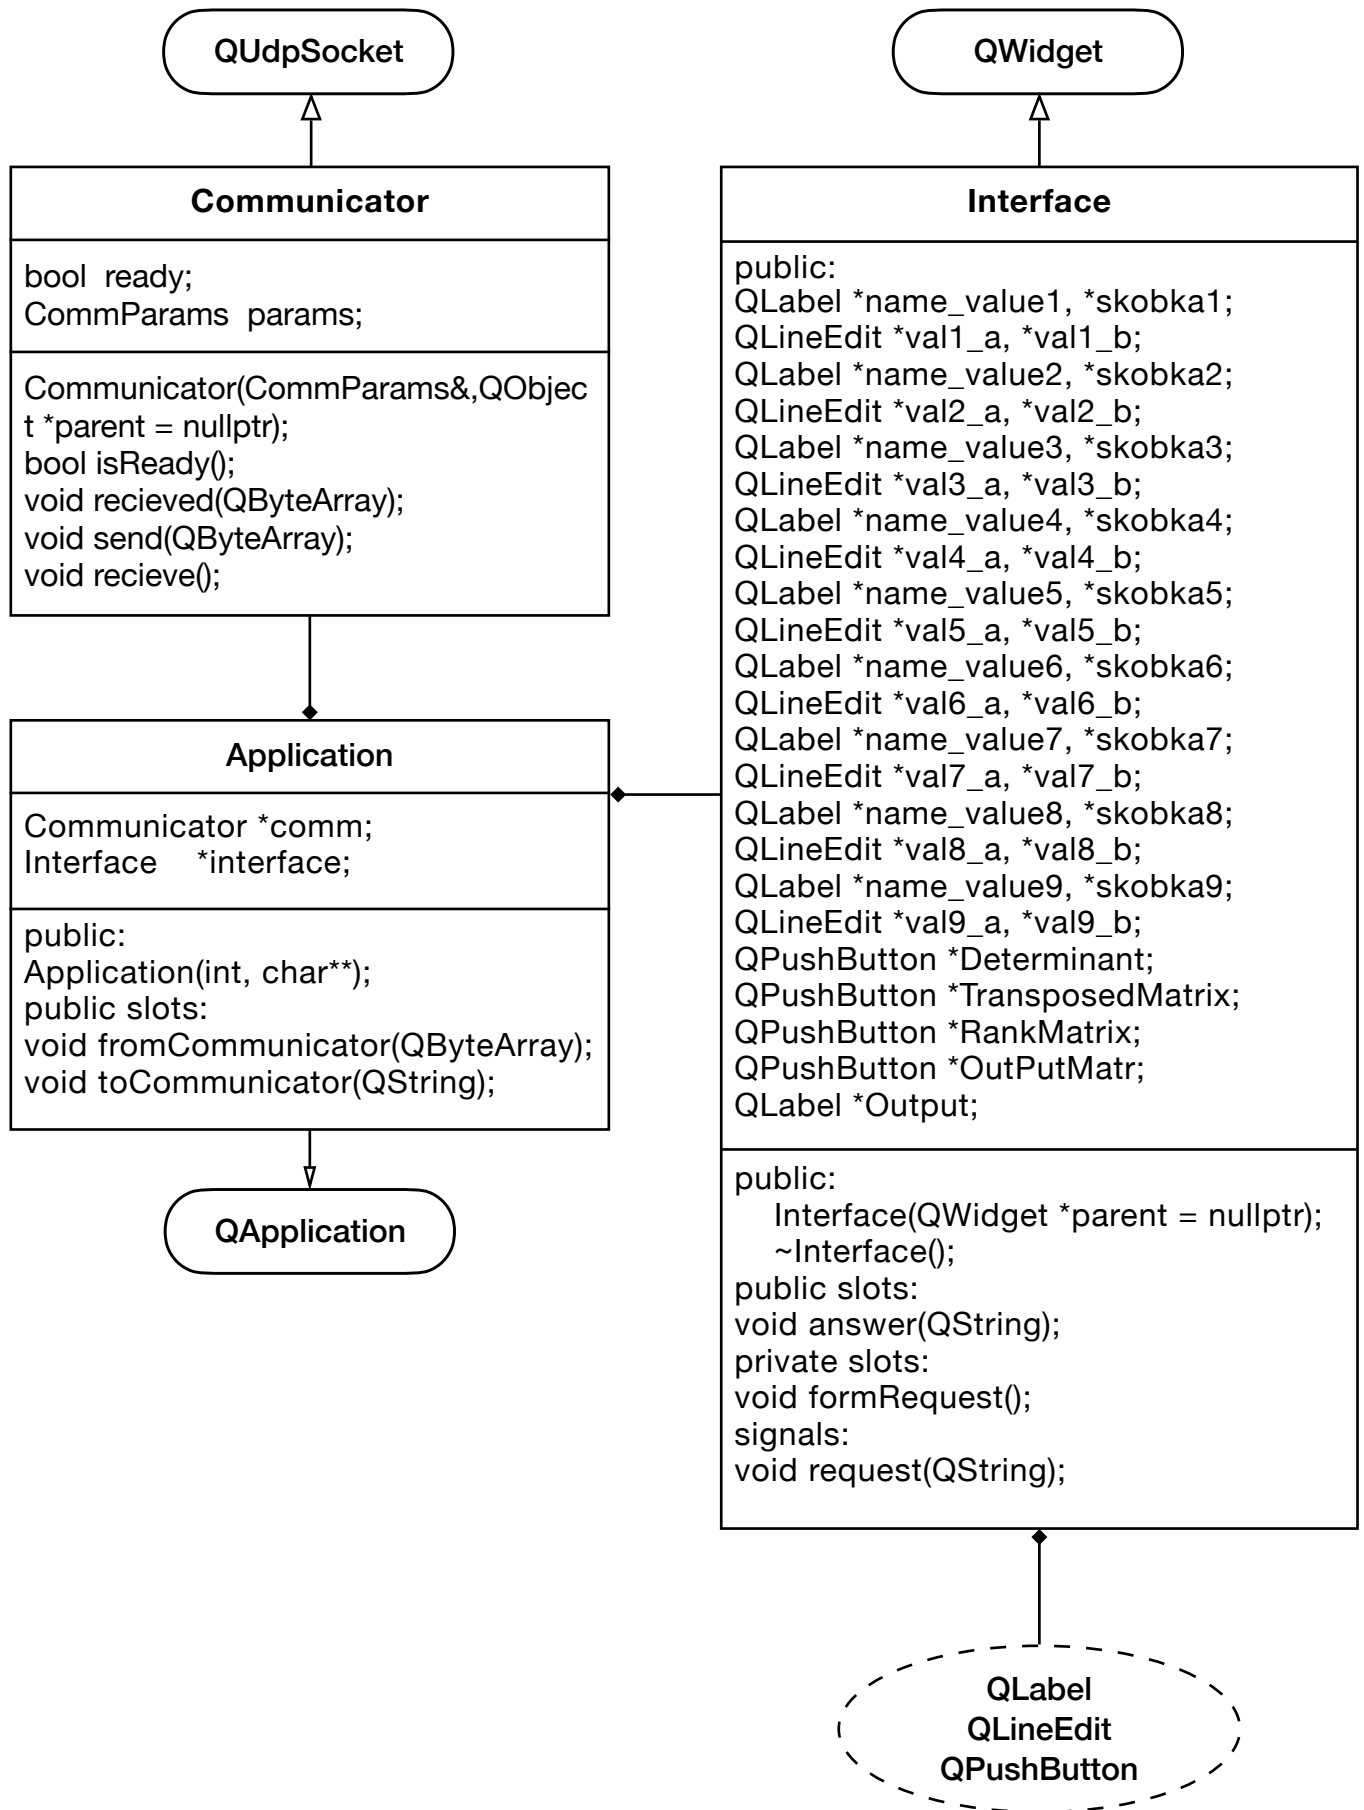 QUdpSocket
Communicator
bool ready;
CommParams params;
Communicator(CommParams&,QObjec
t *parent = nullptr);
bool isReady();
void recieved(QByteArray);
void send(QByteArray);
void recieve();
Application
Communicator *comm;
Interface *interface;
public:
Application(int, char**);
public slots:
void fromCommunicator(QByteArray);
void toCommunicator(QString);
QApplication
QWidget
Interface
public:
QLabel *name_value1, *skobka1;
QLineEdit *val1_a, *val1_b;
QLabel *name_value2, *skobka2;
QLineEdit *val2_a, *val2_b;
QLabel *name_value3, *skobka3;
QLineEdit *val3_a, *val3_b;
QLabel *name_value4, *skobka4;
QLineEdit *val4_a, *val4_b;
QLabel *name_value5, *skobka5;
QLineEdit *val5_a, *val5_b;
QLabel *name_value6, *skobka6;
QLineEdit *val6_a, *val6_b;
QLabel *name_value7, *skobka7;
QLineEdit *val7_a, *val7_b;
QLabel *name_value8, *skobka8;
QLineEdit *val8_a, *val8_b;
QLabel *name_value9, *skobka9;
QLineEdit *val9_a, *val9_b;
QPushButton *Determinant;
QPushButton *TransposedMatrix;
QPushButton *RankMatrix;
QPushButton *OutPutMatr;
QLabel *Output;
public:
Interface(QWidget *parent = nullptr);
~Interface();
public slots:
void answer(QString);
private slots:
void formRequest();
signals:
void request(QString);
QLabel
QLineEdit
QPushButton